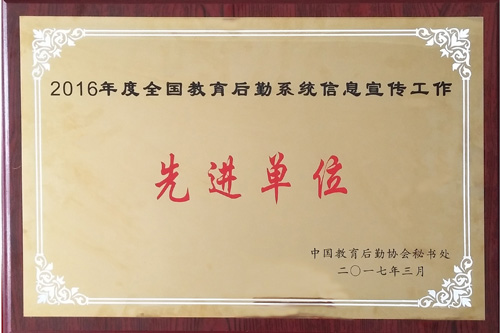 2016年度全国教育后勤系统信息宣传工作
先进单位
中国教育后勤协会秘书处
二〇一七年三月